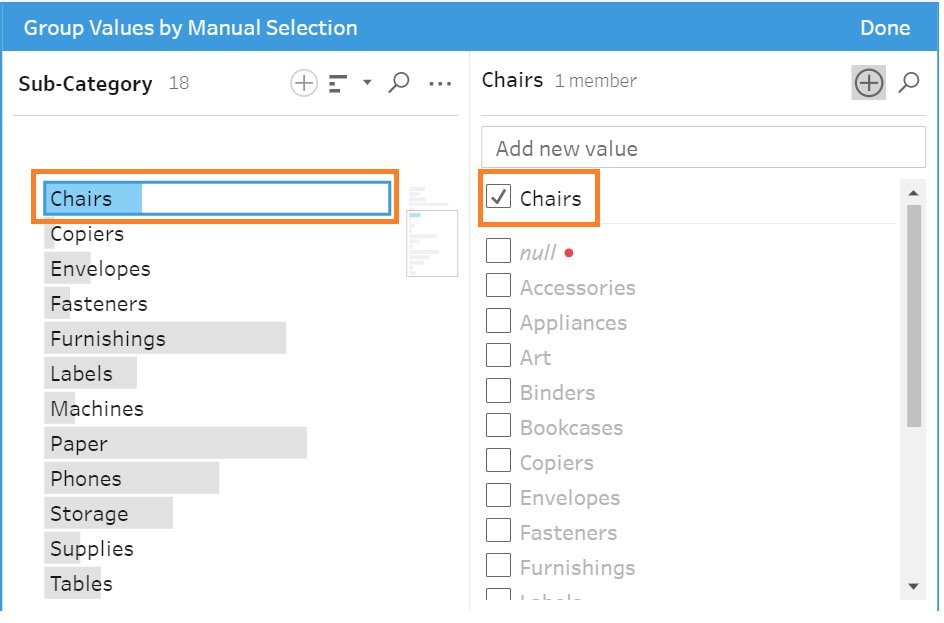 Group Values by Manual Selection
Done
Sub-Category 18
Chairs
Copiers
Envelopes
Fasteners
Furnishings
Labels
Machines
Paper
Phones
Storage
Supplies
Tables
Chairs 1 member
Add new value
Chairs
null
Accessories
Appliances
Art
Binders
Bookcases
Copiers
Envelopes
Fasteners
Furnishings
Labels